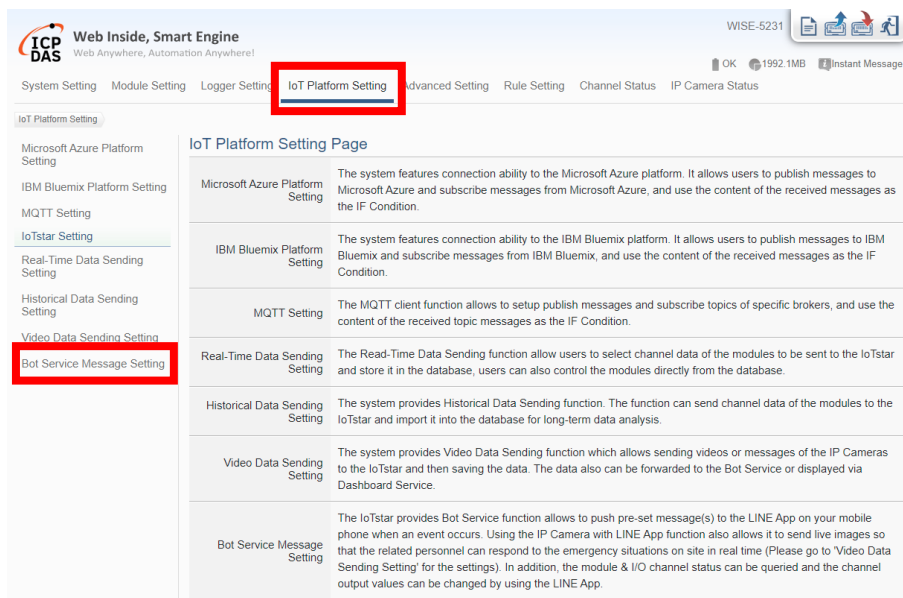 ICP
DAS
Web Inside, Smart Engine
Web Anywhere, Automation Anywhere!
WISE-5231
OK 1992.1MB Instant Message
System Setting Module Setting Logger Setting IoT Platform Setting Advanced Setting Rule Setting Channel Status IP Camera Status
IoT Platform Setting
Microsoft Azure Platform
Setting
IBM Bluemix Platform Setting
MQTT Setting
IoTstar Setting
Real-Time Data Sending
Setting
Historical Data Sending
Setting
Video Data Sending Setting
Bot Service Message Setting
IoT Platform Setting Page
Microsoft Azure Platform
Setting
The system features connection ability to the Microsoft Azure platform. It allows users to publish messages to
Microsoft Azure and subscribe messages from Microsoft Azure, and use the content of the received messages as
the IF Condition.
IBM Bluemix Platform
Setting
The system features connection ability to the IBM Bluemix platform. It allows users to publish messages to IBM
Bluemix and subscribe messages from IBM Bluemix, and use the content of the received messages as the IF
Condition.
MQTT Setting
The MQTT client function allows to setup publish messages and subscribe topics of specific brokers, and use the
content of the received topic messages as the IF Condition.
Real-Time Data Sending
Setting
The Read-Time Data Sending function allow users to select channel data of the modules to be sent to the IoTstar
and store it in the database, users can also control the modules directly from the database.
Historical Data Sending
Setting
The system provides Historical Data Sending function. The function can send channel data of the modules to the
IoTstar and import it into the database for long-term data analysis.
Video Data Sending
Setting
The system provides Video Data Sending function which allows sending videos or messages of the IP Cameras
to the IoTstar and then saving the data. The data also can be forwarded to the Bot Service or displayed via
Dashboard Service.
Bot Service Message
Setting
The IoTstar provides Bot Service function allows to push pre-set message(s) to the LINE App on your mobile
phone when an event occurs. Using the IP Camera with LINE App function also allows it to send live images so
that the related personnel can respond to the emergency situations on site in real time (Please go to 'Video Data
Sending Setting' for the settings). In addition, the module & I/O channel status can be queried and the channel
output values can be changed by using the LINE App.